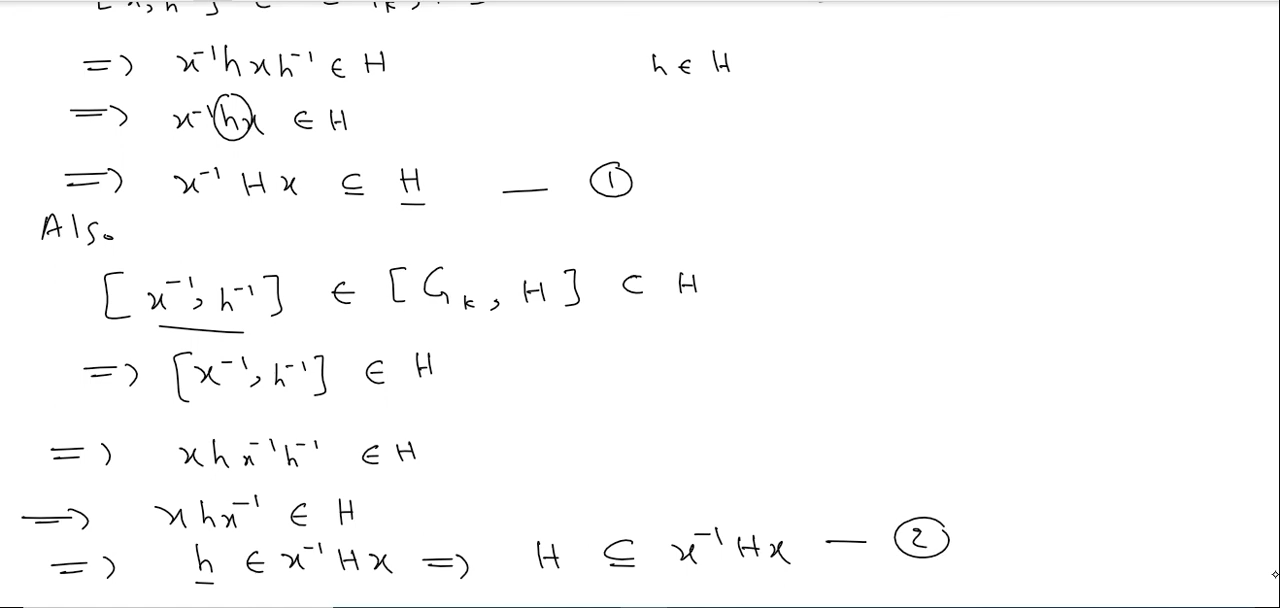 => x⁻¹hxh⁻¹ ∈ H h ∈ H
=> x⁻¹hx ∈ H
=> x⁻¹Hx ⊆ H — ①
Also
[x⁻¹, h⁻¹] ∈ [G_k, H] ⊂ H
=> [x⁻¹, h⁻¹] ∈ H
=> xhx⁻¹h⁻¹ ∈ H
=> xhx⁻¹ ∈ H
=> h ∈ x⁻¹Hx => H ⊆ x⁻¹Hx — ②